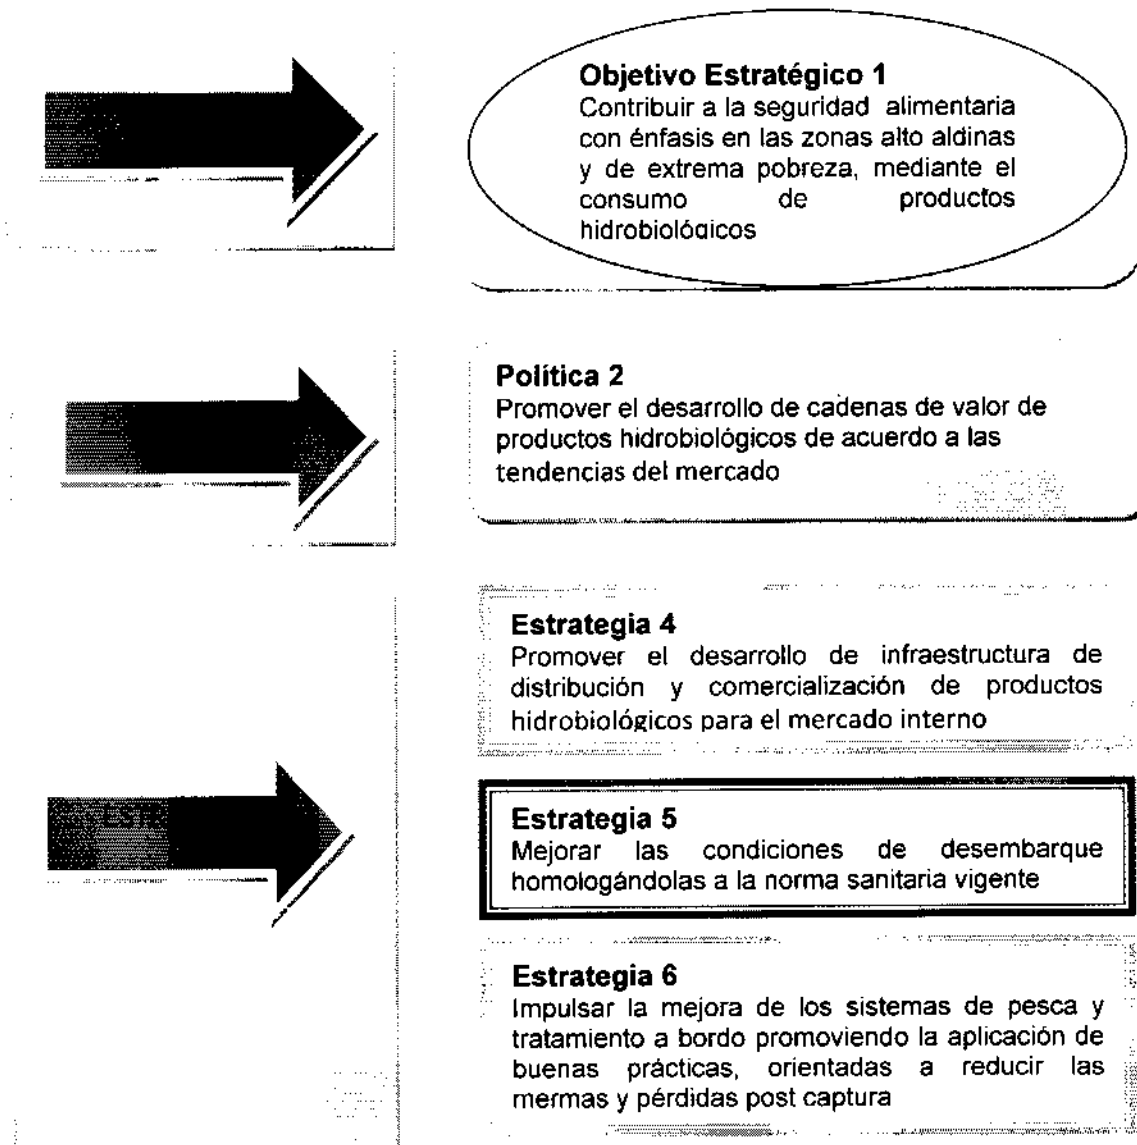 Objetivo Estratégico 1
Contribuir a la seguridad alimentaria
con énfasis en las zonas alto aldinas
y de extrema pobreza, mediante el
consumo de productos
hidrobiológicos
Política 2
Promover el desarrollo de cadenas de valor de
productos hidrobiológicos de acuerdo a las
tendencias del mercado
Estrategia 4
Promover el desarrollo de infraestructura de
distribución y comercialización de productos
hidrobiológicos para el mercado interno
Estrategia 5
Mejorar las condiciones de desembarque
homologándolas a la norma sanitaria vigente
Estrategia 6
Impulsar la mejora de los sistemas de pesca y
tratamiento a bordo promoviendo la aplicación de
buenas prácticas, orientadas a reducir las
mermas y pérdidas post captura